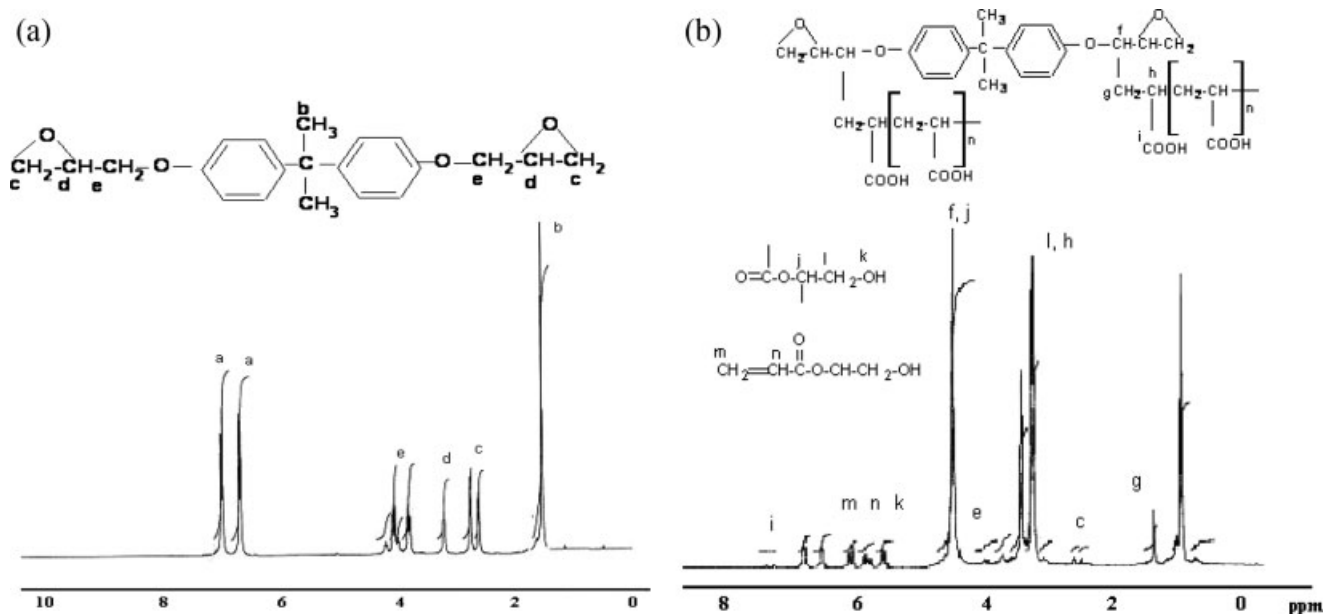 (a)
b
CH3
O
O
CH2-CH-CH2-O
C
O-CH2-CH-CH2
c d e
e d c
CH3
b
a a
e
d
c
10 8 6 4 2 0
(b)
O
CH3
f
O
CH2-CH-CH-O
C
O-CH-CH-CH2
CH3
h
g CH2-CH CH2-CH
n
CH2-CH CH2-CH
n
i
COOH
COOH
COOH
COOH
f, j
l, h
j l k
O=C-O-CH-CH2-OH
O
m n
CH2=CH-C-O-CH-CH2-OH
g
i
m n k
e
c
8 6 4 2 0 ppm